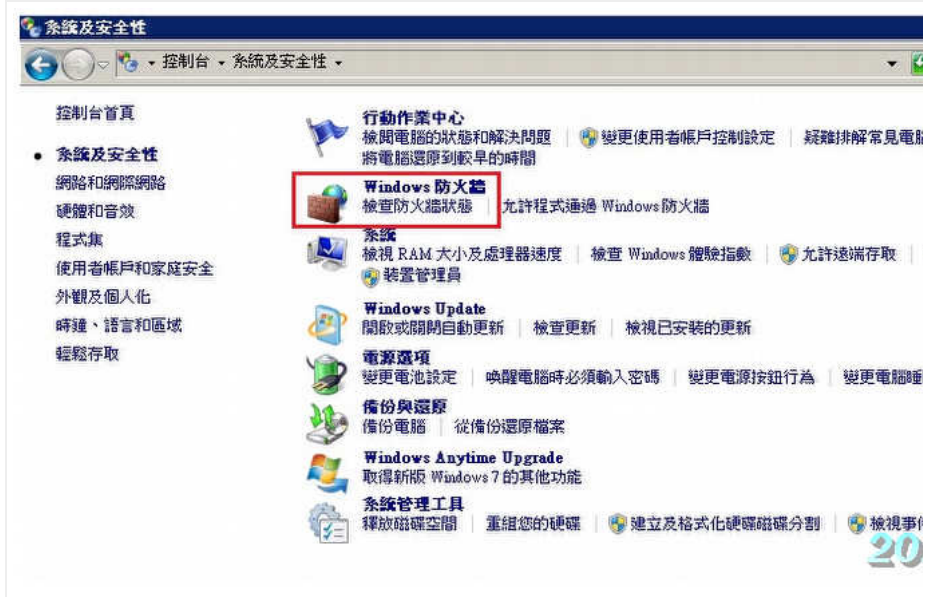 系統及安全性
控制台 系統及安全性
控制台首頁
系統及安全性
網路和網際網路
硬體和音效
程式集
使用者帳戶和家庭安全
外觀及個人化
時鐘、語言和區域
輕鬆存取
行動作業中心
檢閱電腦的狀態和解決問題 變更使用者帳戶控制設定 疑難排解常見電腦
將電腦還原到較早的時間
Windows 防火牆
檢查防火牆狀態 允許程式通過 Windows 防火牆
系統
檢視 RAM 大小及處理器速度 檢查 Windows 體驗指數 允許遠端存取
裝置管理員
Windows Update
開啟或關閉自動更新 檢查更新 檢視已安裝的更新
電源選項
變更電池設定 喚醒電腦時必須輸入密碼 變更電源按鈕行為 變更電腦睡
備份與還原
備份電腦 從備份還原檔案
Windows Anytime Upgrade
取得新版 Windows 7 的其他功能
系統管理工具
釋放磁碟空間 重組您的硬碟 建立及格式化硬碟磁碟分割 檢視事件
20